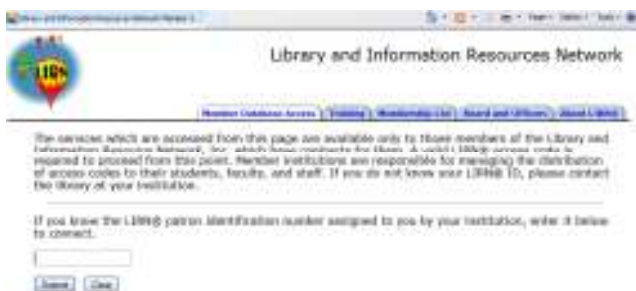 Library and Information Resources Network
LIRN
Member Database Access Training Membership List Board and Officers About LIRN®
The services which are accessed from this page are available only to those members of the Library and
Information Resource Network, Inc. which have contracts for them. A valid LIRN® access code is
required to proceed from this point. Member institutions are responsible for managing the distribution
of access codes to their students, faculty, and staff. If you do not know your LIRN® ID, please contact
the library at your institution.
If you know the LIRN® patron identification number assigned to you by your institution, enter it below
to connect.
Submit Clear